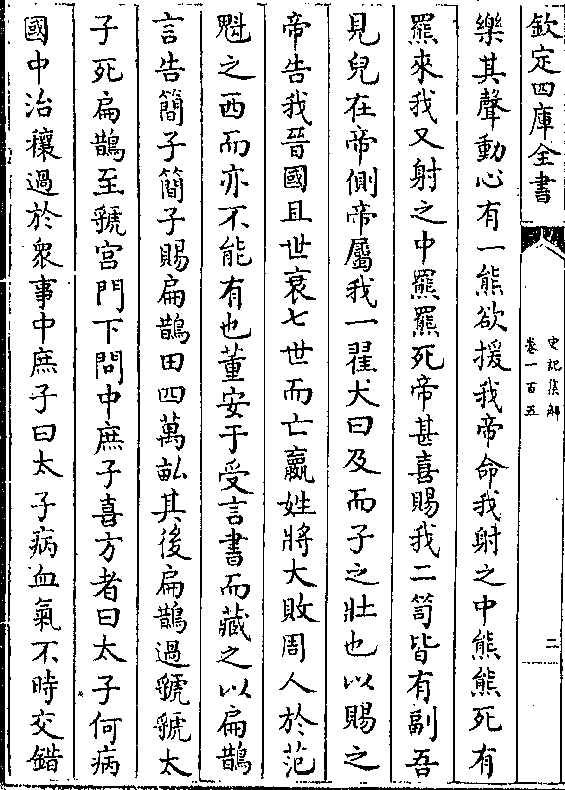 欽定四庫全書
史記集解
卷一百五
二
樂其聲動心有一熊欲援我帝命我射之中熊熊死有
羆來我又射之中羆羆死帝甚喜賜我二笥皆有副吾
見兒在帝側帝屬我一翟犬曰及而子之壯也以賜之
帝告我晉國且世衰七世而亡嬴姓將大敗周人於范
魁之西而亦不能有也董安于受言書而藏之以扁鵲
言告簡子簡子賜扁鵲田四萬畝其後扁鵲過虢虢太
子死扁鵲至虢宮門下問中庶子喜方者曰太子何病
國中治穰過於衆事中庶子曰太子病血氣不時交錯